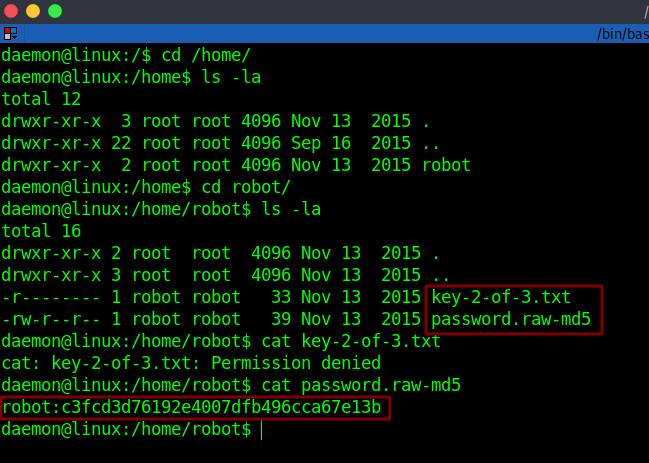 /
/bin/bas
daemon@linux:/$ cd /home/
daemon@linux:/home$ ls -la
total 12
drwxr-xr-x  3 root root 4096 Nov 13  2015 .
drwxr-xr-x 22 root root 4096 Sep 16  2015 ..
drwxr-xr-x  2 root root 4096 Nov 13  2015 robot
daemon@linux:/home$ cd robot/
daemon@linux:/home/robot$ ls -la
total 16
drwxr-xr-x 2 root  root  4096 Nov 13  2015 .
drwxr-xr-x 3 root  root  4096 Nov 13  2015 ..
-r-------- 1 robot robot   33 Nov 13  2015 key-2-of-3.txt
-rw-r--r-- 1 robot robot   39 Nov 13  2015 password.raw-md5
daemon@linux:/home/robot$ cat key-2-of-3.txt
cat: key-2-of-3.txt: Permission denied
daemon@linux:/home/robot$ cat password.raw-md5
robot:c3fcd3d76192e4007dfb496cca67e13b
daemon@linux:/home/robot$